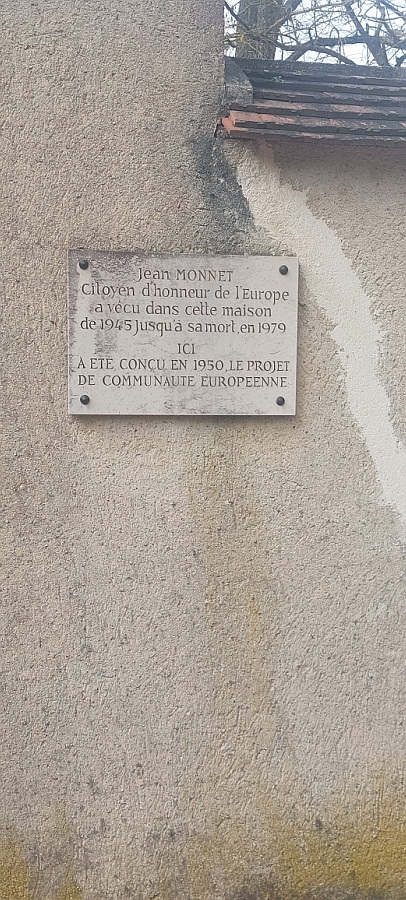 Jean MONNET
Citoyen d'honneur de l'Europe
a vécu dans cette maison
de 1945 jusqu'à sa mort, en 1979
ICI
A ETE CONÇU EN 1950, LE PROJET
DE COMMUNAUTE EUROPEENNE